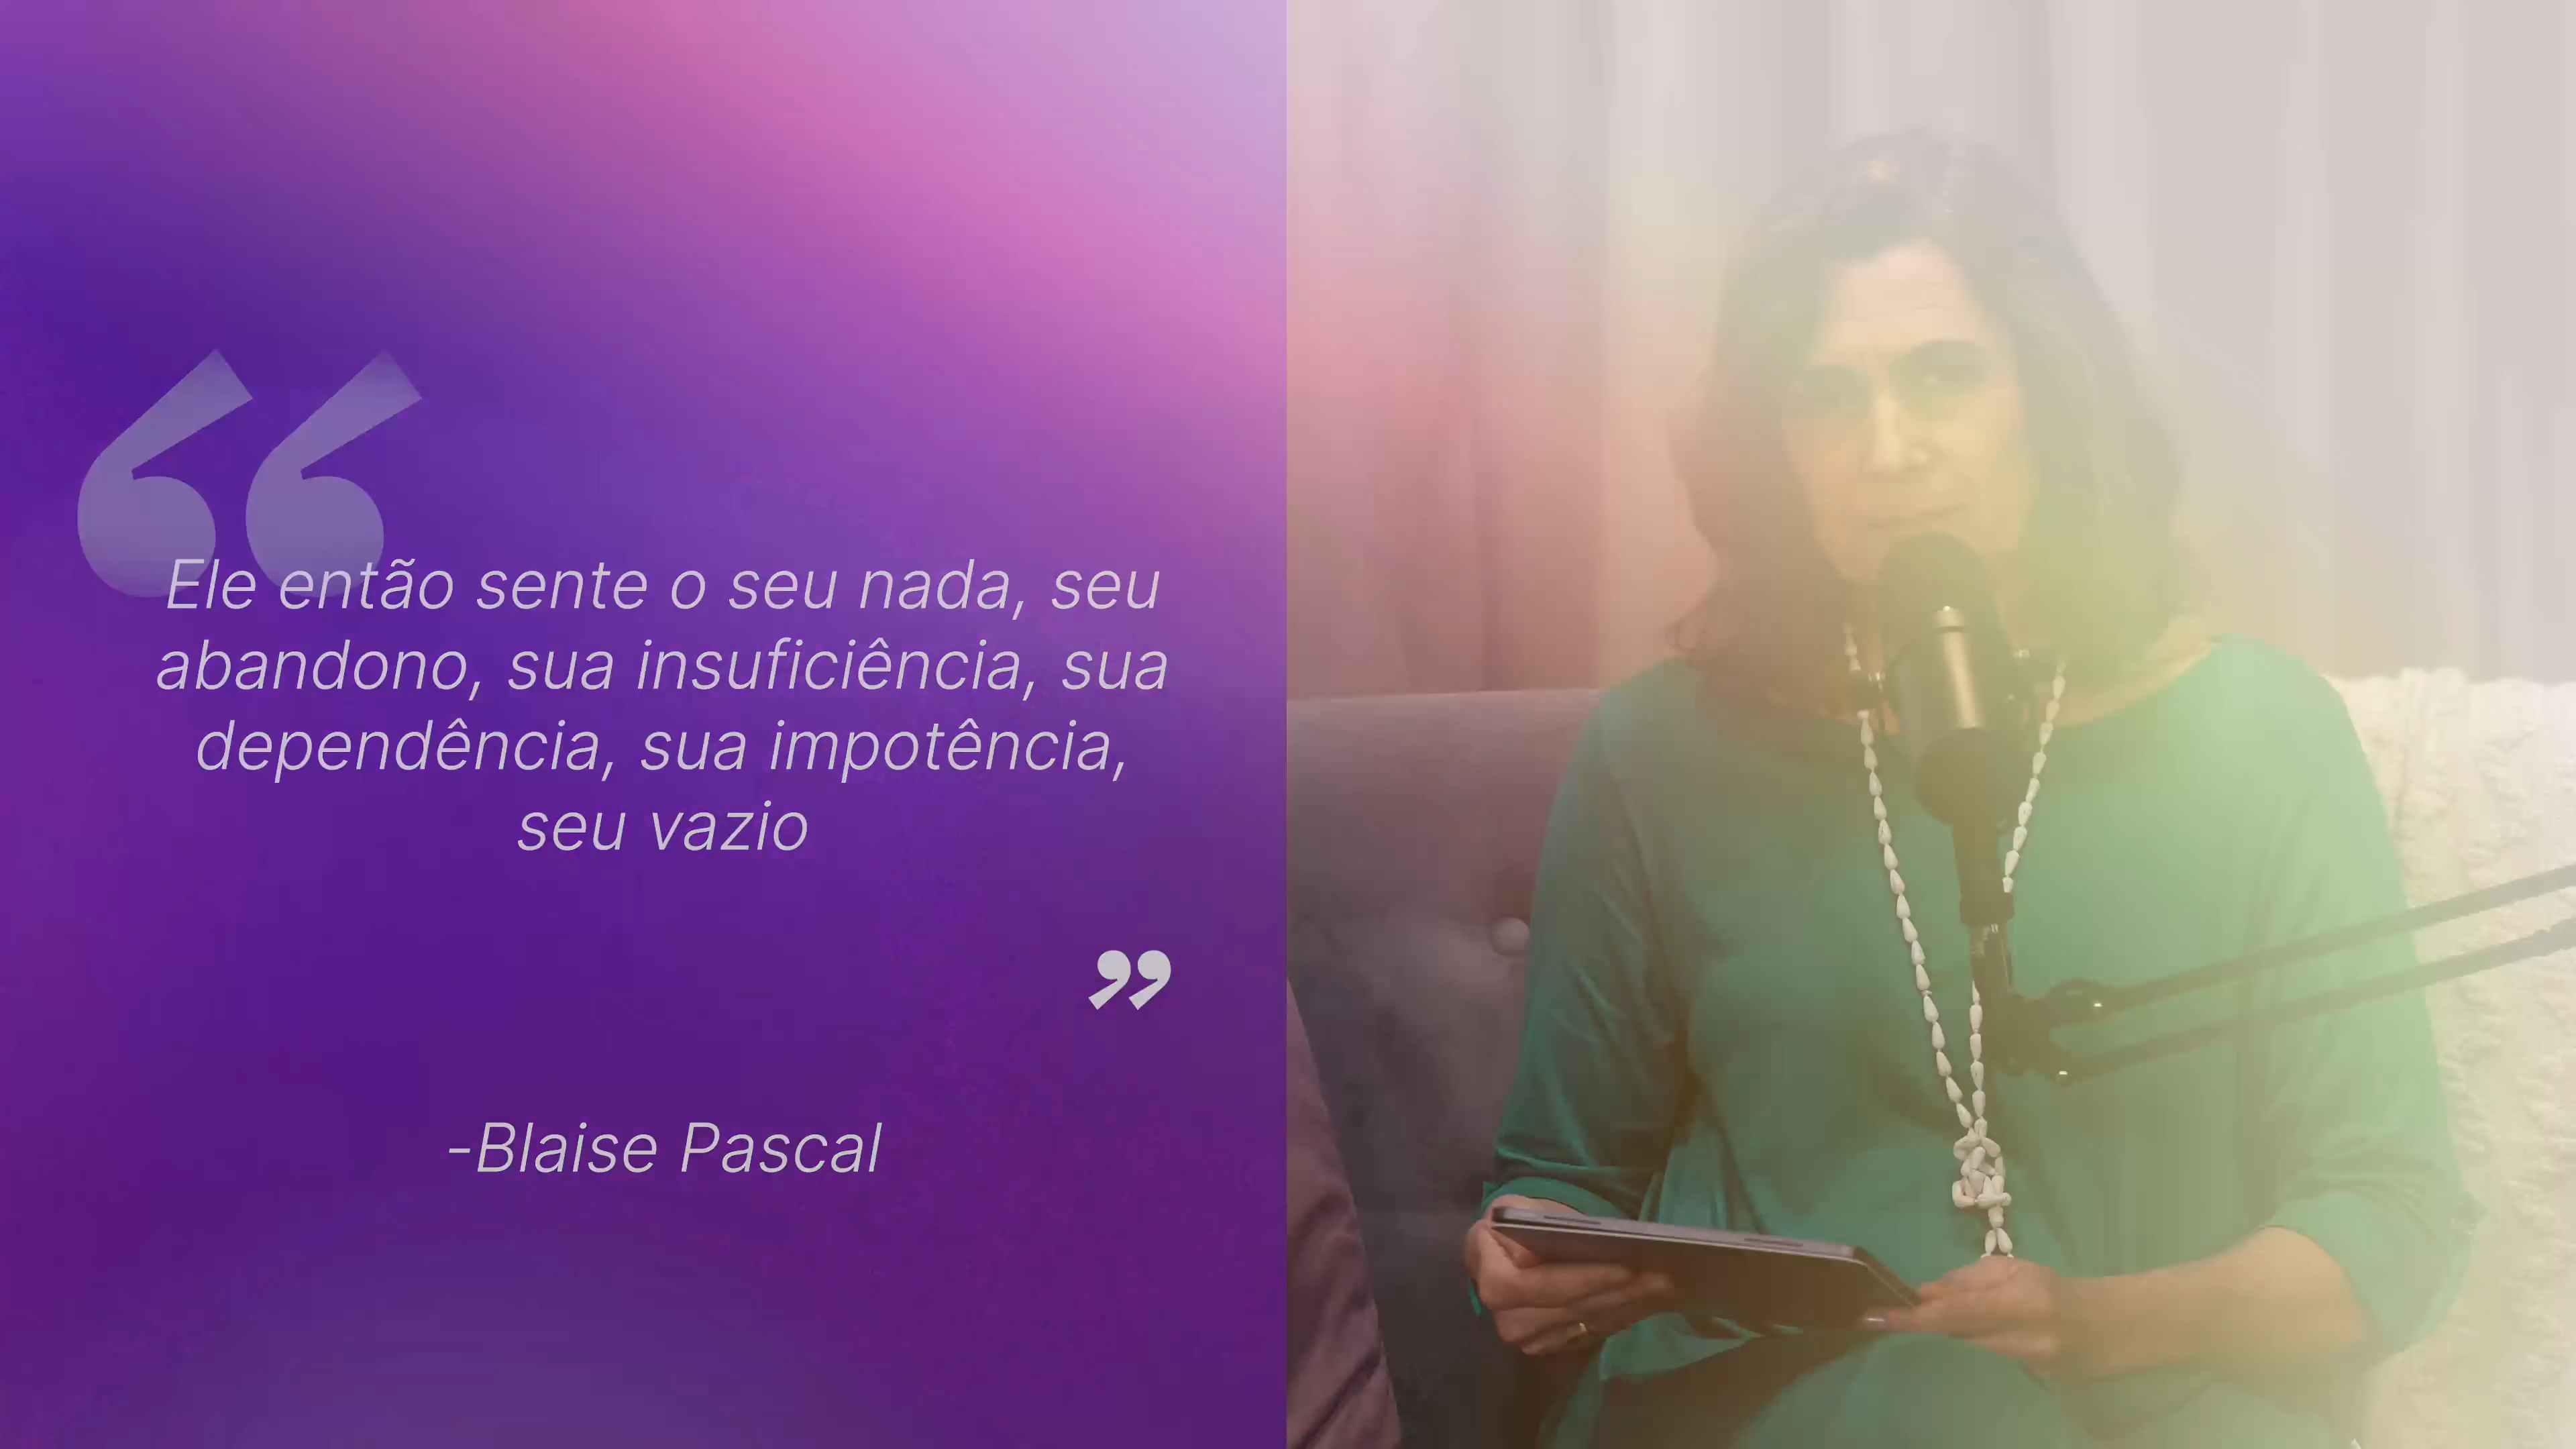 “
Ele então sente o seu nada, seu
abandono, sua insuficiência, sua
dependência, sua impotência,
seu vazio
”
-Blaise Pascal